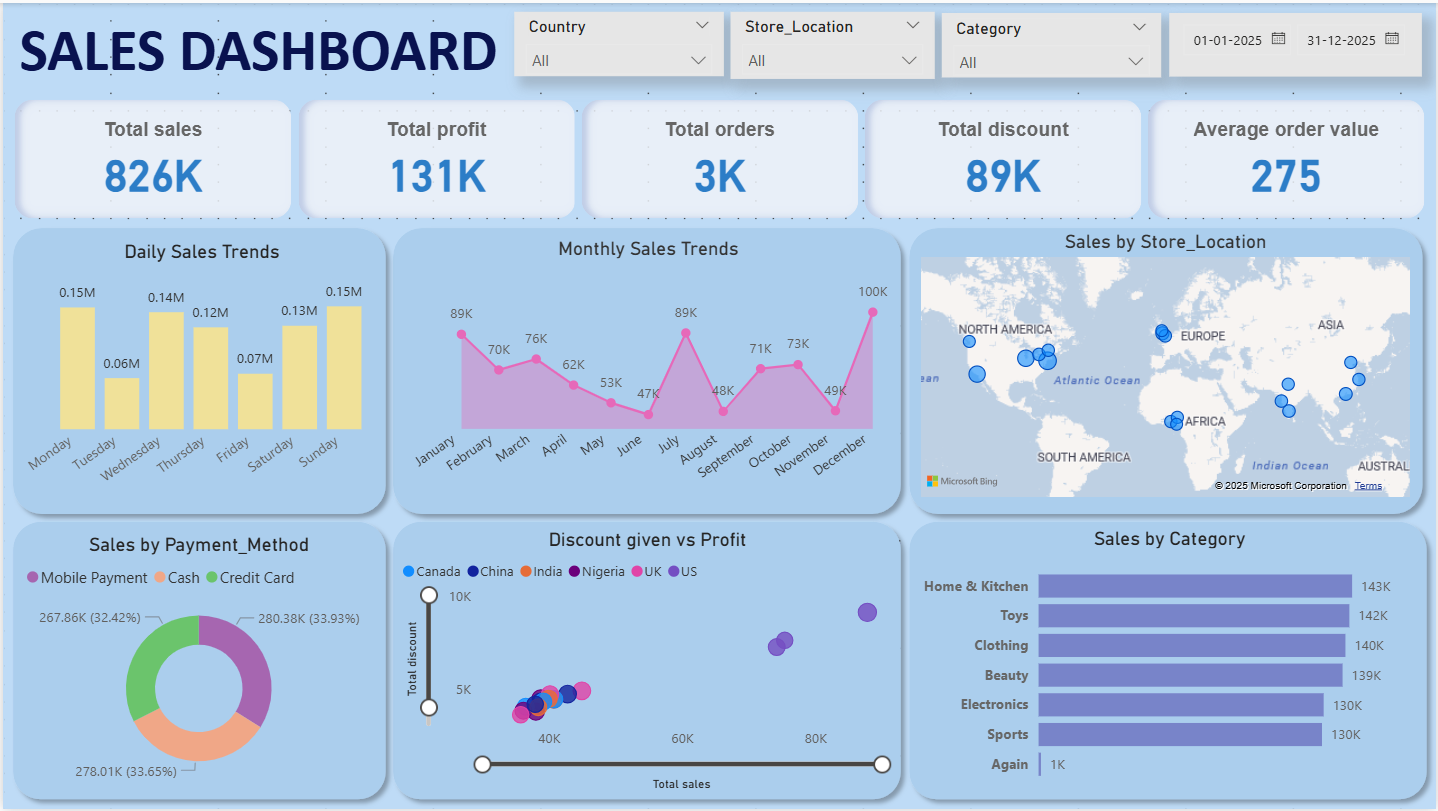 SALES DASHBOARD
Country
All
Store_Location
All
Category
All
01-01-2025
31-12-2025
Total sales
826K
Total profit
131K
Total orders
3K
Total discount
89K
Average order value
275
Daily Sales Trends
0.15M
0.06M
0.14M
0.12M
0.07M
0.13M
0.15M
Monday
Tuesday
Wednesday
Thursday
Friday
Saturday
Sunday
Monthly Sales Trends
89K
70K
76K
62K
53K
47K
89K
48K
71K
73K
49K
100K
January
February
March
April
May
June
July
August
September
October
November
December
Sales by Store_Location
NORTH AMERICA
EUROPE
ASIA
ean
Atlantic Ocean
AFRICA
SOUTH AMERICA
Indian Ocean
AUSTRAL
Microsoft Bing
© 2025 Microsoft Corporation Terms
Sales by Payment_Method
Mobile Payment Cash Credit Card
267.86K (32.42%)
280.38K (33.93%)
278.01K (33.65%)
Discount given vs Profit
Canada China India Nigeria UK US
Total discount
10K
5K
40K
60K
80K
Total sales
Sales by Category
Home & Kitchen 143K
Toys 142K
Clothing 140K
Beauty 139K
Electronics 130K
Sports 130K
Again 1K